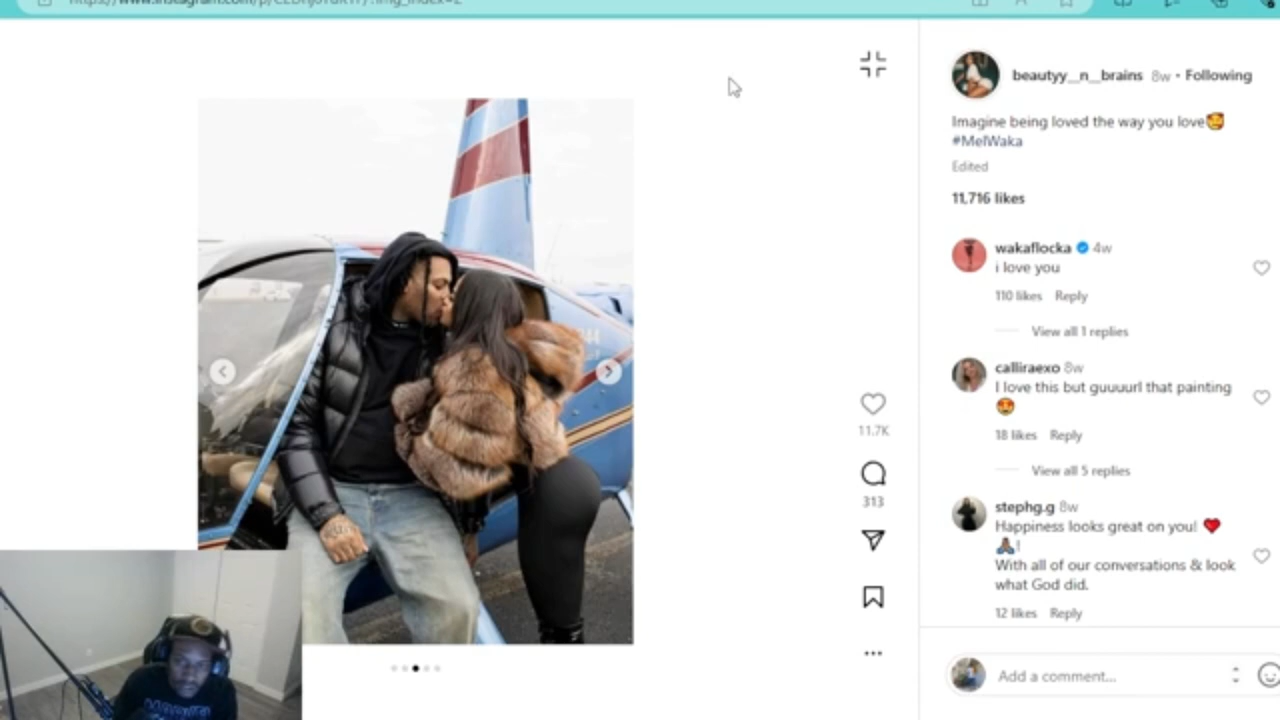 beautyy__n__brains 8w • Following
Imagine being loved the way you love🥰
#MelWaka
Edited
11,716 likes
wakaflocka 4w
i love you
110 likes Reply
View all 1 replies
calliraexo 8w
I love this but guuuurl that painting
😍
18 likes Reply
View all 5 replies
stephg.g 8w
Happiness looks great on you! ❤️
🙏🏽!
With all of our conversations & look
what God did.
12 likes Reply
11.7K
313
Add a comment...